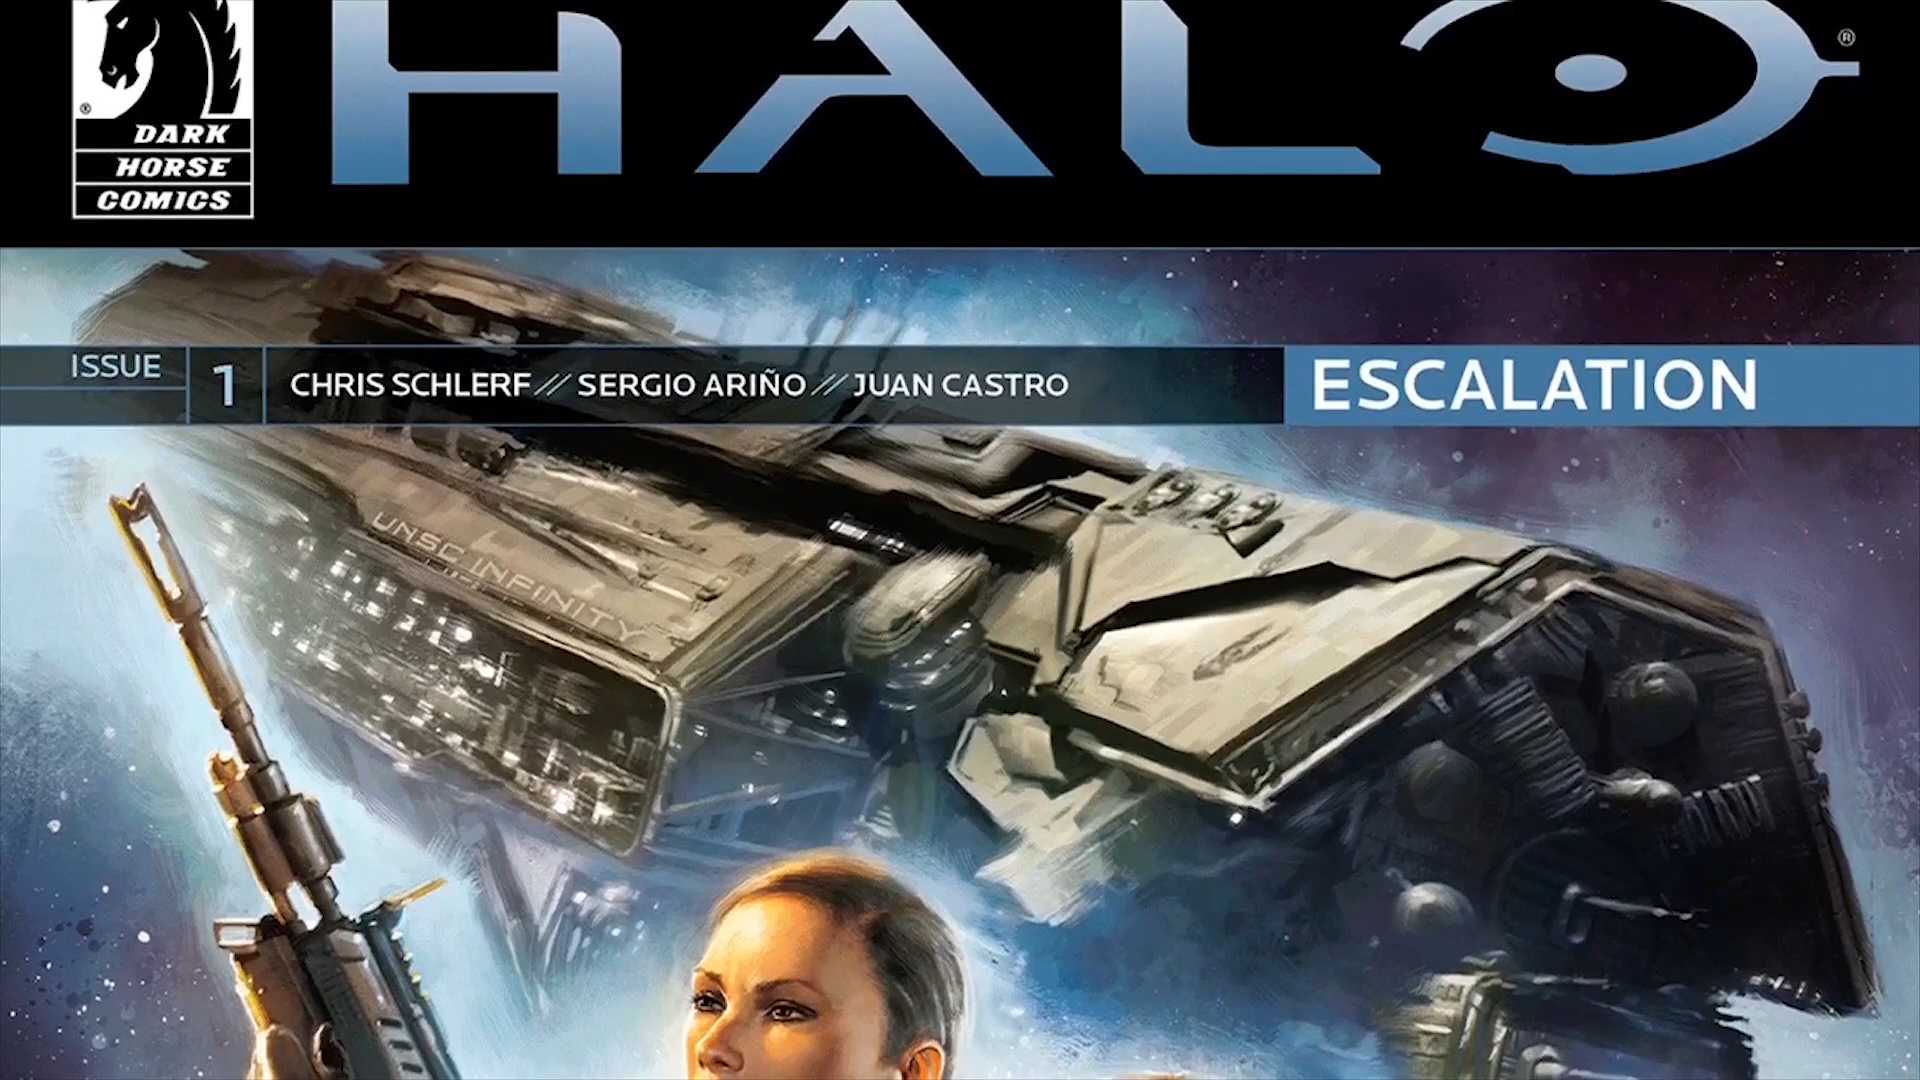 HALO
®
®
DARK
HORSE
COMICS
ISSUE
1
CHRIS SCHLERF // SERGIO ARIÑO // JUAN CASTRO
ESCALATION
UNSC INFINITY